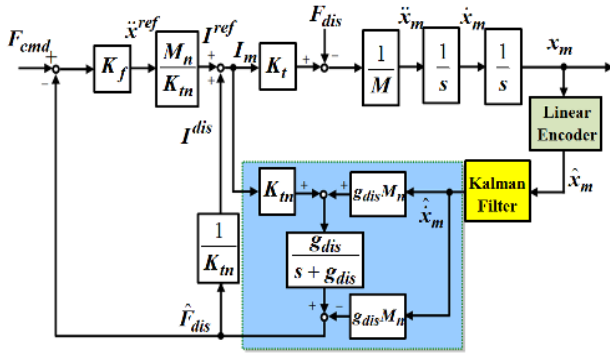 F_cmd
+
−
K_f
ẍ^ref
M_n
K_tn
I^ref
+
+
I_m
K_t
F_dis
+
−
1
M
ẍ_m
1
s
ẋ_m
1
s
x_m
I^dis
Linear
Encoder
x̂_m
Kalman
Filter
K_tn
+
+
g_dis M_n
ẋ̂_m
1
K_tn
g_dis
s + g_dis
F̂_dis
+
−
g_dis M_n